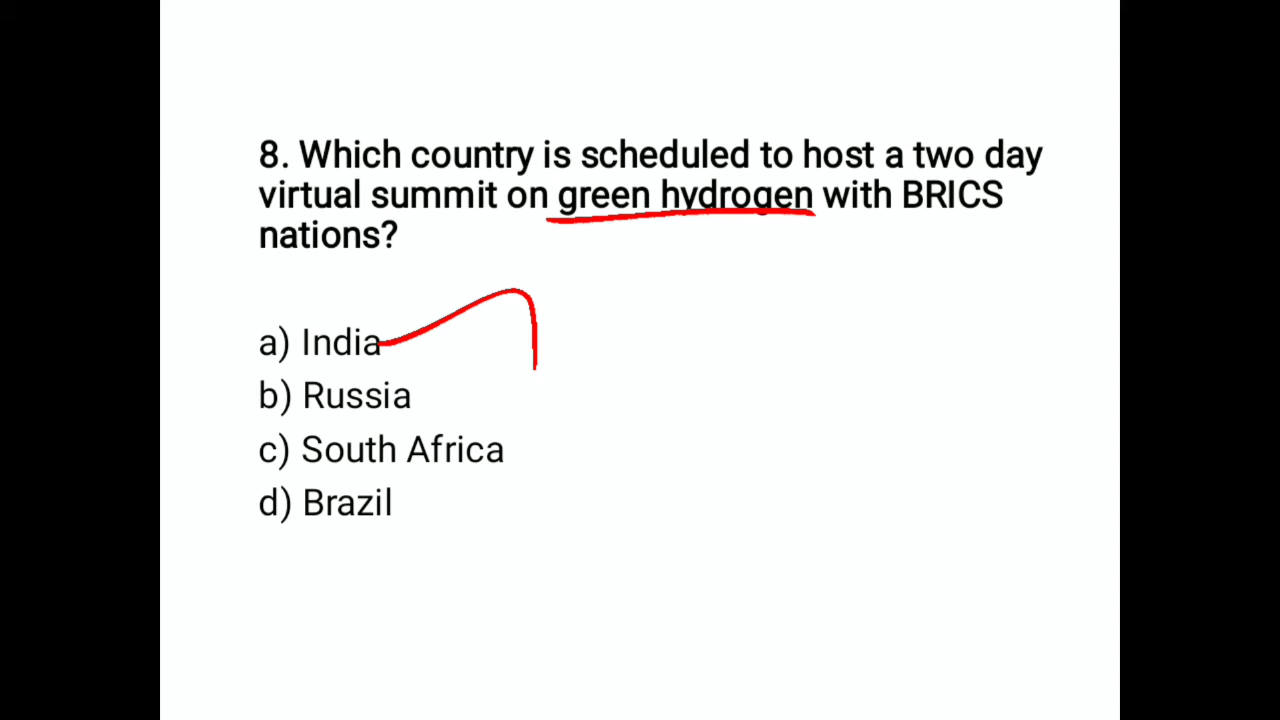 8. Which country is scheduled to host a two day
virtual summit on green hydrogen with BRICS
nations?
a) India
b) Russia
c) South Africa
d) Brazil